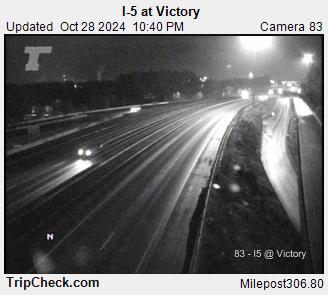 I-5 at Victory
Updated Oct 28 2024 10:40 PM Camera 83
T
N
83 - I5 @ Victory
TripCheck.com Milepost306.80